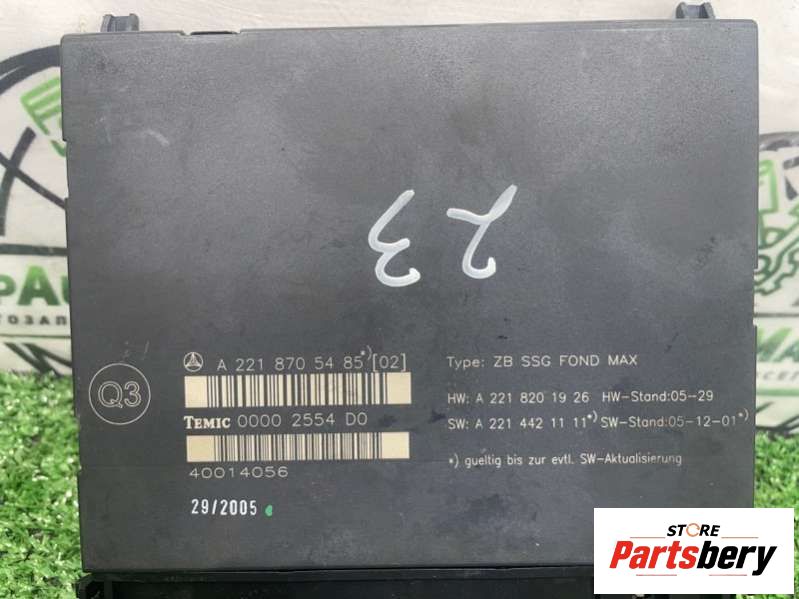 23
A 221 870 54 85*)[02]
Type: ZB SSG FOND MAX
Q3
HW: A 221 820 19 26 HW-Stand:05-29
TEMIC 0000 2554 D0
SW: A 221 442 11 11*) SW-Stand:05-12-01*)
*) gueltig bis zur evtl. SW-Aktualisierung
40014056
29/2005
STORE
Partsbery